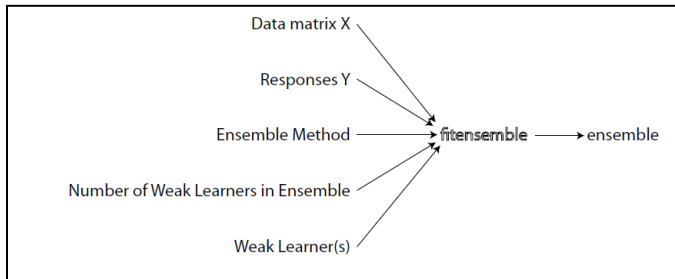 Data matrix X
Responses Y
Ensemble Method
fitensemble
ensemble
Number of Weak Learners in Ensemble
Weak Learner(s)